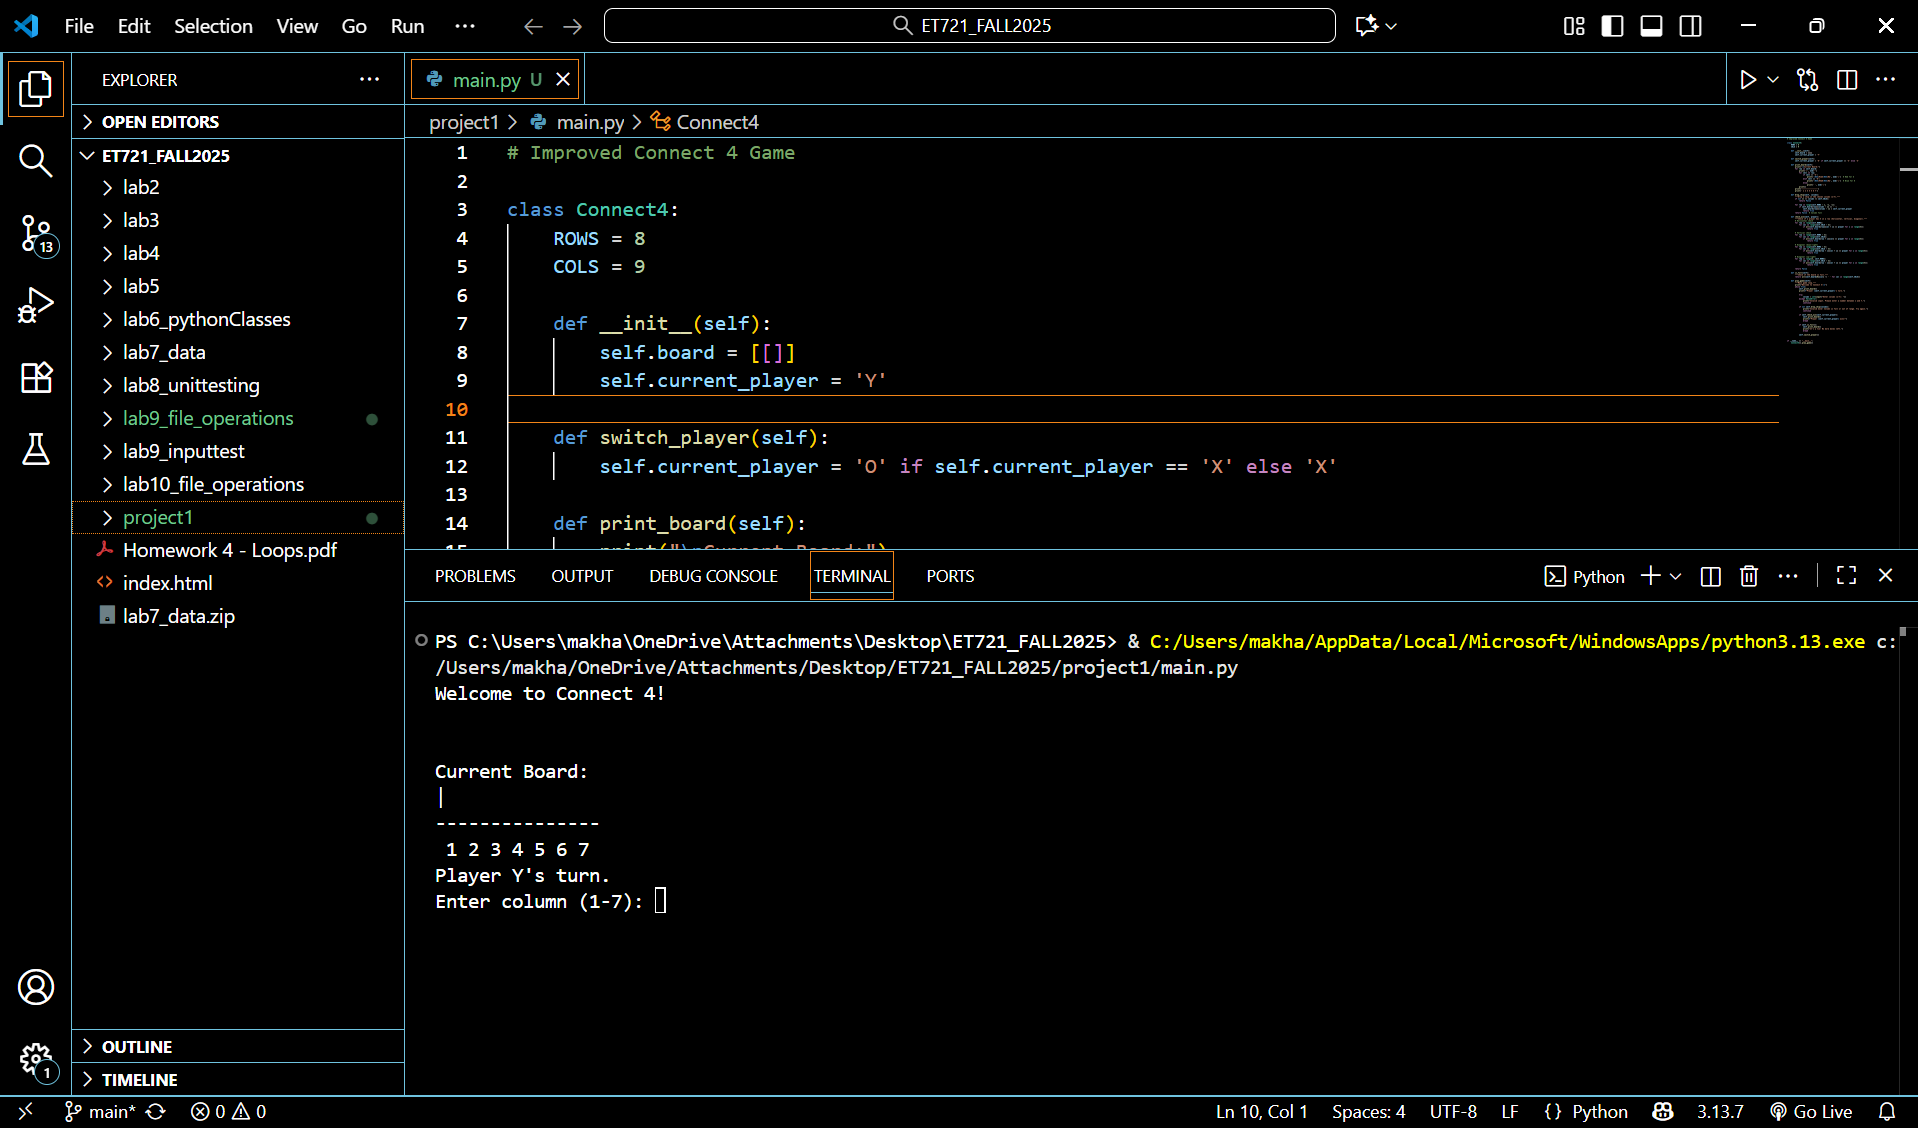 File Edit Selection View Go Run ··· ET721_FALL2025
EXPLORER ···
OPEN EDITORS
ET721_FALL2025
lab2
lab3
lab4
lab5
lab6_pythonClasses
lab7_data
lab8_unittesting
lab9_file_operations
lab9_inputtest
lab10_file_operations
project1
Homework 4 - Loops.pdf
index.html
lab7_data.zip
OUTLINE
TIMELINE
13
1
main.py U
project1 > main.py > Connect4
1 # Improved Connect 4 Game
2
3 class Connect4:
4     ROWS = 8
5     COLS = 9
6
7     def __init__(self):
8         self.board = [[]]
9         self.current_player = 'Y'
10
11     def switch_player(self):
12         self.current_player = 'O' if self.current_player == 'X' else 'X'
13
14     def print_board(self):
15         print("\nCurrent Board:")
PROBLEMS OUTPUT DEBUG CONSOLE TERMINAL PORTS Python
PS C:\Users\makha\OneDrive\Attachments\Desktop\ET721_FALL2025> & C:/Users/makha/AppData/Local/Microsoft/WindowsApps/python3.13.exe c:
/Users/makha/OneDrive/Attachments/Desktop/ET721_FALL2025/project1/main.py
Welcome to Connect 4!
Current Board:
|
---------------
1 2 3 4 5 6 7
Player Y's turn.
Enter column (1-7):
main* 0 0 Ln 10, Col 1 Spaces: 4 UTF-8 LF {} Python 3.13.7 Go Live